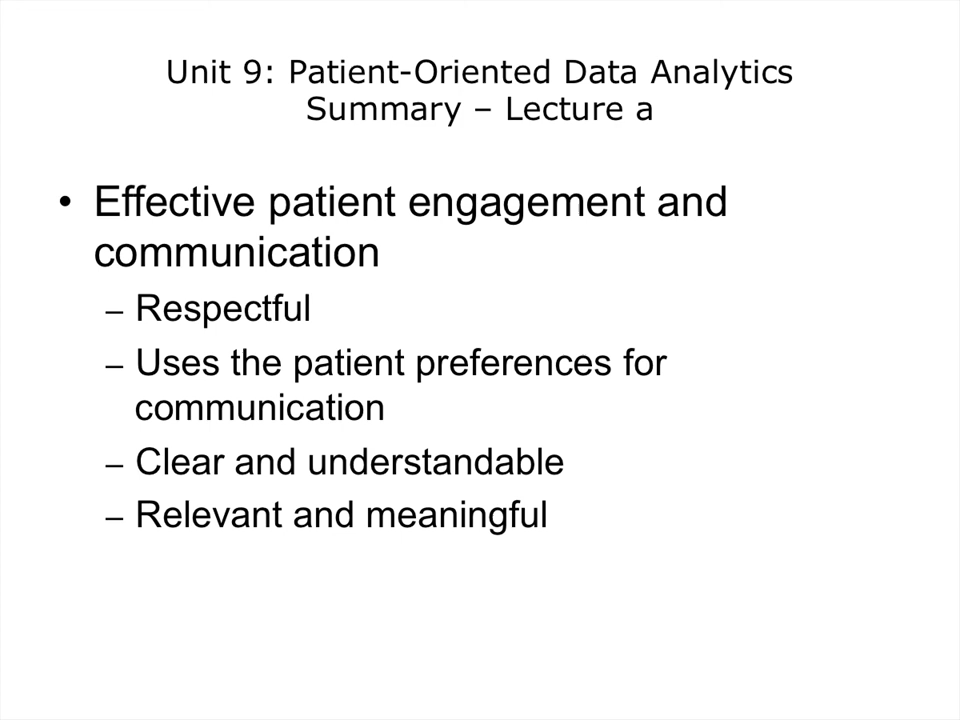 Unit 9: Patient-Oriented Data Analytics
Summary – Lecture a
• Effective patient engagement and
communication
– Respectful
– Uses the patient preferences for
communication
– Clear and understandable
– Relevant and meaningful